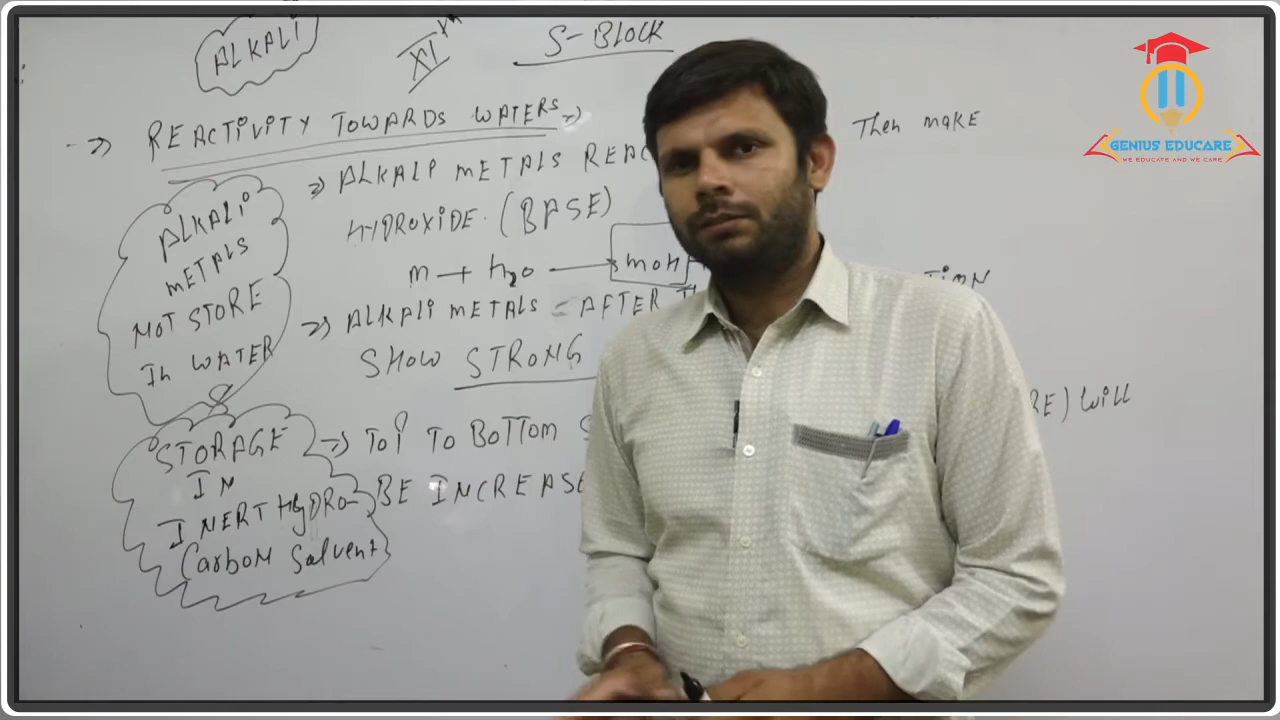 ALKALI
XIth
S-BLOCK
REACTIVITY TOWARDS WATERS
Then make
ALKALI METALS REAC
HYDROXIDE. (BASE)
M + H2O → MOH
ALKALI METALS = AFTER
SHOW STRONG
RE) will
TOP TO BOTTOM
BE INCREASE
ALKALI
METALS
NOT STORE
In WATER
STORAGE
IN
INERT HyDRO-
Carbon Solvent
GENIUS EDUCARE
WE EDUCATE AND WE CARE